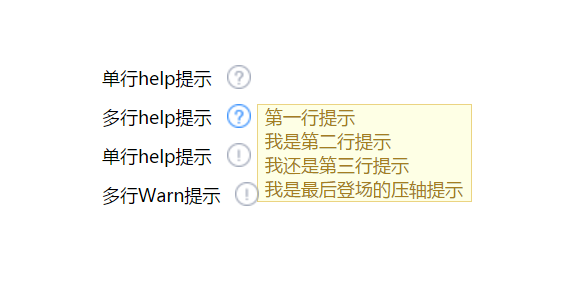 单行help提示
多行help提示
第一行提示
我是第二行提示
单行help提示
我还是第三行提示
多行Warn提示
我是最后登场的压轴提示